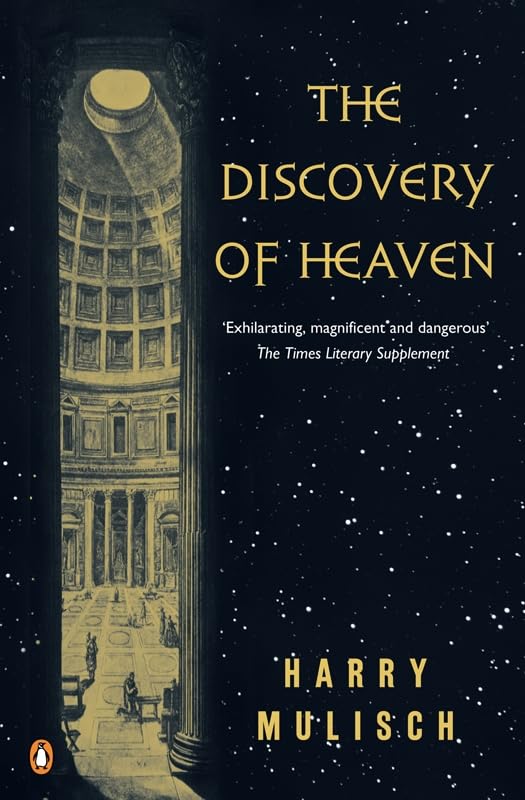 THE
DISCOVERY
OF HEAVEN
‘Exhilarating, magnificent and dangerous’
The Times Literary Supplement
HARRY
MULISCH